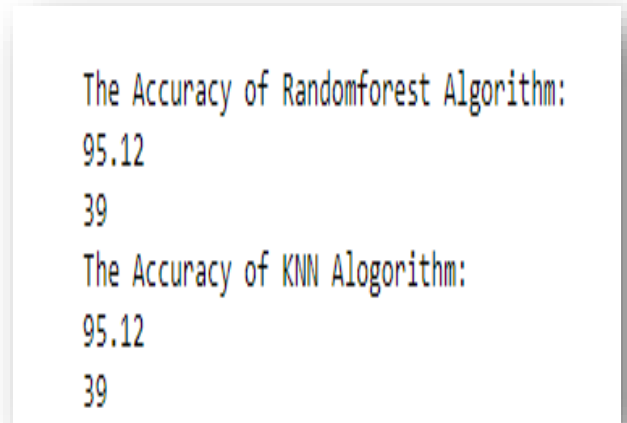 The Accuracy of Randomforest Algorithm:
95.12
39
The Accuracy of KNN Alogorithm:
95.12
39